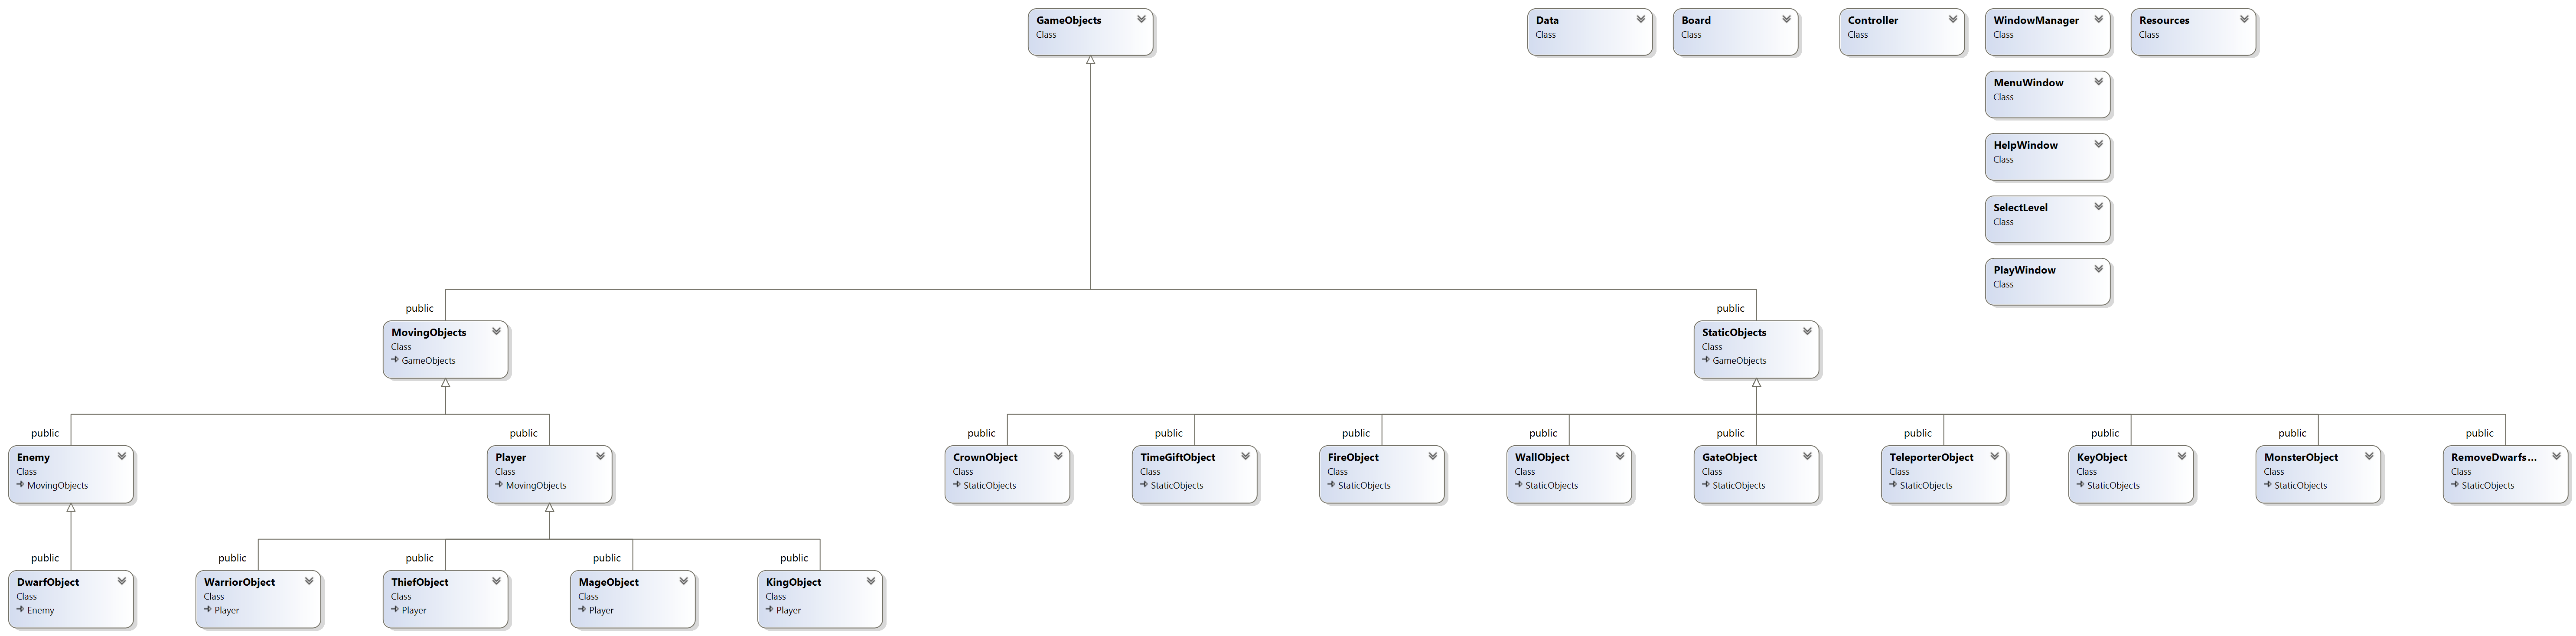 GameObjects
Class
Data
Class
Board
Class
Controller
Class
WindowManager
Class
Resources
Class
MenuWindow
Class
HelpWindow
Class
SelectLevel
Class
PlayWindow
Class
public
public
MovingObjects
Class
GameObjects
StaticObjects
Class
GameObjects
public
public
public
public
public
public
public
public
public
public
public
Enemy
Class
MovingObjects
Player
Class
MovingObjects
CrownObject
Class
StaticObjects
TimeGiftObject
Class
StaticObjects
FireObject
Class
StaticObjects
WallObject
Class
StaticObjects
GateObject
Class
StaticObjects
TeleporterObject
Class
StaticObjects
KeyObject
Class
StaticObjects
MonsterObject
Class
StaticObjects
RemoveDwarfs...
Class
StaticObjects
public
public
public
public
public
DwarfObject
Class
Enemy
WarriorObject
Class
Player
ThiefObject
Class
Player
MageObject
Class
Player
KingObject
Class
Player